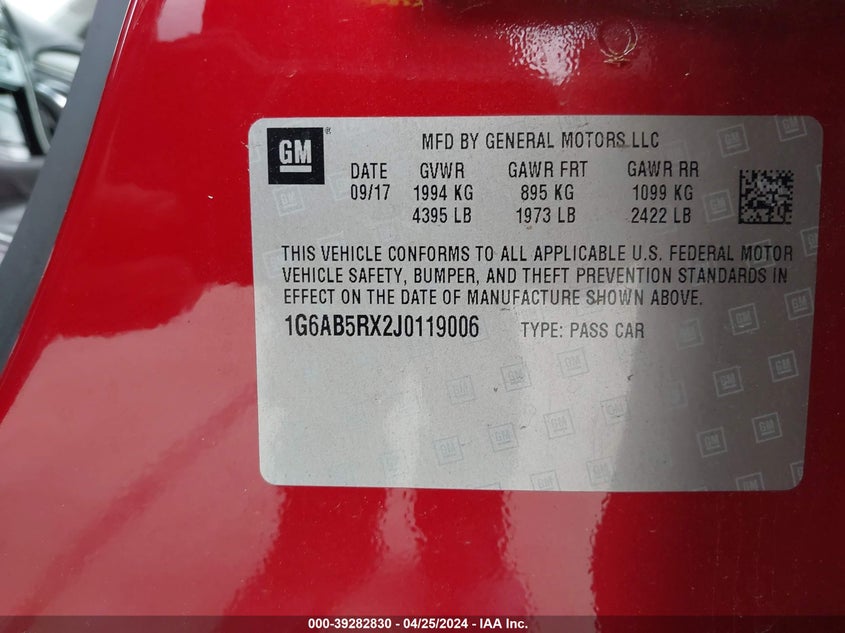 GM
MFD BY GENERAL MOTORS LLC
DATE GVWR GAWR FRT GAWR RR
09/17 1994 KG 895 KG 1099 KG
4395 LB 1973 LB 2422 LB
THIS VEHICLE CONFORMS TO ALL APPLICABLE U.S. FEDERAL MOTOR
VEHICLE SAFETY, BUMPER, AND THEFT PREVENTION STANDARDS IN
EFFECT ON THE DATE OF MANUFACTURE SHOWN ABOVE.
1G6AB5RX2J0119006 TYPE: PASS CAR
000-39282830 - 04/25/2024 - IAA Inc.